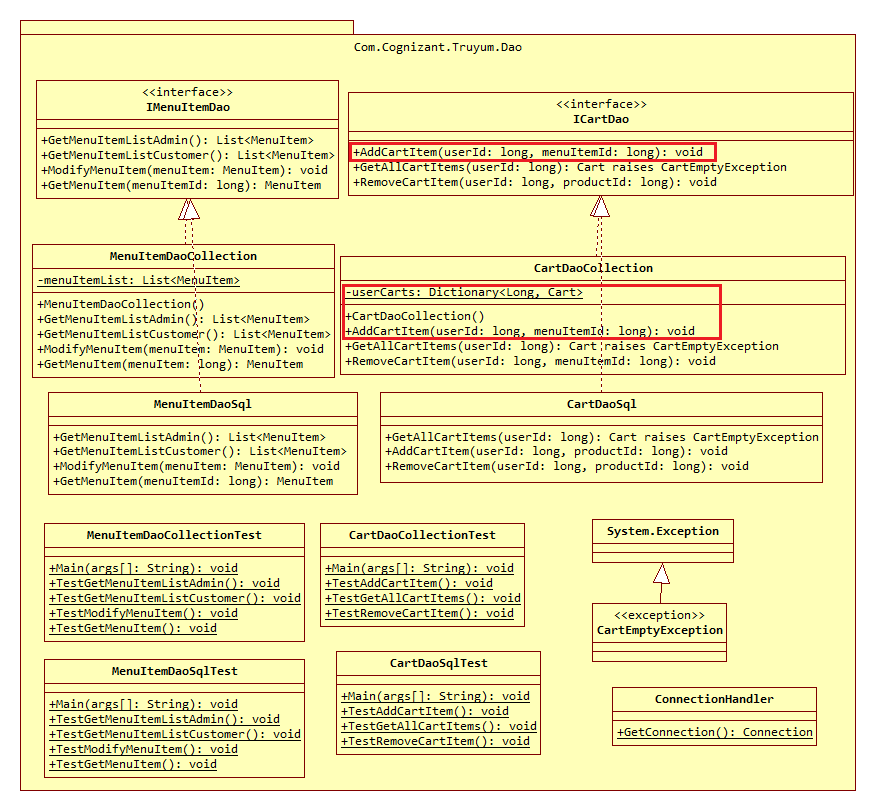 Com.Cognizant.Truyum.Dao
<<interface>>
IMenuItemDao
+GetMenuItemListAdmin(): List<MenuItem>
+GetMenuItemListCustomer(): List<MenuItem>
+ModifyMenuItem(menuItem: MenuItem): void
+GetMenuItem(menuItemId: long): MenuItem
<<interface>>
ICartDao
+AddCartItem(userId: long, menuItemId: long): void
+GetAllCartItems(userId: long): Cart raises CartEmptyException
+RemoveCartItem(userId: long, productId: long): void
MenuItemDaoCollection
-menuItemList: List<MenuItem>
+MenuItemDaoCollection()
+GetMenuItemListAdmin(): List<MenuItem>
+GetMenuItemListCustomer(): List<MenuItem>
+ModifyMenuItem(menuItem: MenuItem): void
+GetMenuItem(menuItem: long): MenuItem
CartDaoCollection
-userCarts: Dictionary<Long, Cart>
+CartDaoCollection()
+AddCartItem(userId: long, menuItemId: long): void
+GetAllCartItems(userId: long): Cart raises CartEmptyException
+RemoveCartItem(userId: long, menuItemId: long): void
MenuItemDaoSql
+GetMenuItemListAdmin(): List<MenuItem>
+GetMenuItemListCustomer(): List<MenuItem>
+ModifyMenuItem(menuItem: MenuItem): void
+GetMenuItem(menuItemId: long): MenuItem
CartDaoSql
+GetAllCartItems(userId: long): Cart raises CartEmptyException
+AddCartItem(userId: long, productId: long): void
+RemoveCartItem(userId: long, productId: long): void
MenuItemDaoCollectionTest
+Main(args[]: String): void
+TestGetMenuItemListAdmin(): void
+TestGetMenuItemListCustomer(): void
+TestModifyMenuItem(): void
+TestGetMenuItem(): void
CartDaoCollectionTest
+Main(args[]: String): void
+TestAddCartItem(): void
+TestGetAllCartItems(): void
+TestRemoveCartItem(): void
System.Exception
<<exception>>
CartEmptyException
MenuItemDaoSqlTest
+Main(args[]: String): void
+TestGetMenuItemListAdmin(): void
+TestGetMenuItemListCustomer(): void
+TestModifyMenuItem(): void
+TestGetMenuItem(): void
CartDaoSqlTest
+Main(args[]: String): void
+TestAddCartItem(): void
+TestGetAllCartItems(): void
+TestRemoveCartItem(): void
ConnectionHandler
+GetConnection(): Connection